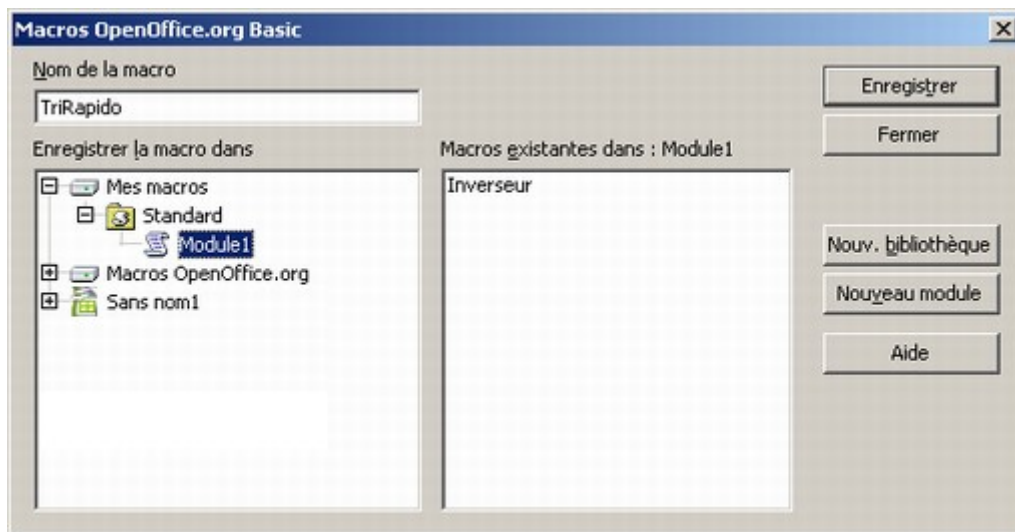 Macros OpenOffice.org Basic
Nom de la macro
TriRapido
Enregistrer la macro dans
Mes macros
Standard
Module1
Macros OpenOffice.org
Sans nom1
Macros existantes dans : Module1
Inverseur
Enregistrer
Fermer
Nouv. bibliothèque
Nouveau module
Aide